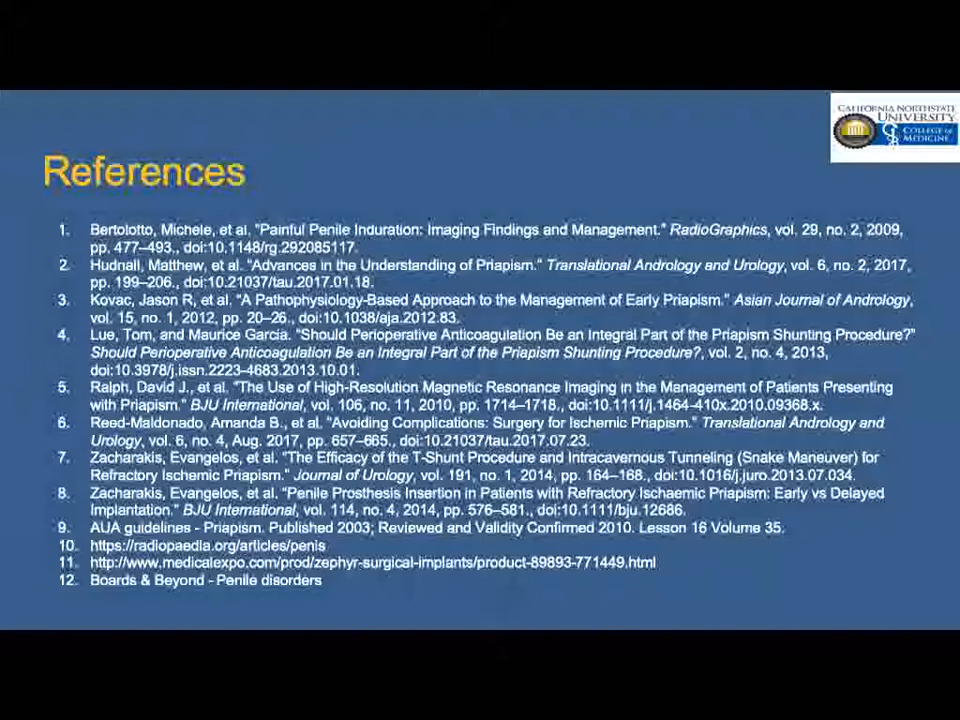 CALIFORNIA NORTHSTATE
UNIVERSITY
COLLEGE OF
MEDICINE
References
1. Bertolotto, Michele, et al. "Painful Penile Induration: Imaging Findings and Management." RadioGraphics, vol. 29, no. 2, 2009,
pp. 477–493., doi:10.1148/rg.292085117.
2. Hudnall, Matthew, et al. "Advances in the Understanding of Priapism." Translational Andrology and Urology, vol. 6, no. 2, 2017,
pp. 199–206., doi:10.21037/tau.2017.01.18.
3. Kovac, Jason R, et al. "A Pathophysiology-Based Approach to the Management of Early Priapism." Asian Journal of Andrology,
vol. 15, no. 1, 2012, pp. 20–26., doi:10.1038/aja.2012.83.
4. Lue, Tom, and Maurice Garcia. "Should Perioperative Anticoagulation Be an Integral Part of the Priapism Shunting Procedure?"
Should Perioperative Anticoagulation Be an Integral Part of the Priapism Shunting Procedure?, vol. 2, no. 4, 2013,
doi:10.3978/j.issn.2223-4683.2013.10.01.
5. Ralph, David J., et al. "The Use of High-Resolution Magnetic Resonance Imaging in the Management of Patients Presenting
with Priapism." BJU International, vol. 106, no. 11, 2010, pp. 1714–1718., doi:10.1111/j.1464-410x.2010.09368.x.
6. Reed-Maldonado, Amanda B., et al. "Avoiding Complications: Surgery for Ischemic Priapism." Translational Andrology and
Urology, vol. 6, no. 4, Aug. 2017, pp. 657–665., doi:10.21037/tau.2017.07.23.
7. Zacharakis, Evangelos, et al. "The Efficacy of the T-Shunt Procedure and Intracavernous Tunneling (Snake Maneuver) for
Refractory Ischemic Priapism." Journal of Urology, vol. 191, no. 1, 2014, pp. 164–168., doi:10.1016/j.juro.2013.07.034.
8. Zacharakis, Evangelos, et al. "Penile Prosthesis Insertion in Patients with Refractory Ischaemic Priapism: Early vs Delayed
Implantation." BJU International, vol. 114, no. 4, 2014, pp. 576–581., doi:10.1111/bju.12686.
9. AUA guidelines - Priapism. Published 2003; Reviewed and Validity Confirmed 2010. Lesson 16 Volume 35.
10. https://radiopaedia.org/articles/penis
11. http://www.medicalexpo.com/prod/zephyr-surgical-implants/product-89893-771449.html
12. Boards & Beyond - Penile disorders